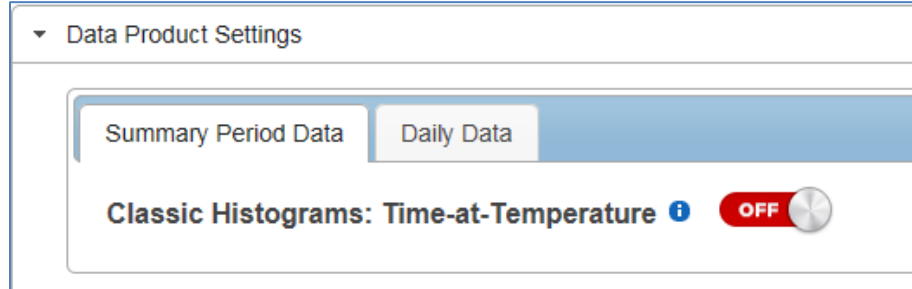 Data Product Settings
Summary Period Data Daily Data
Classic Histograms: Time-at-Temperature OFF